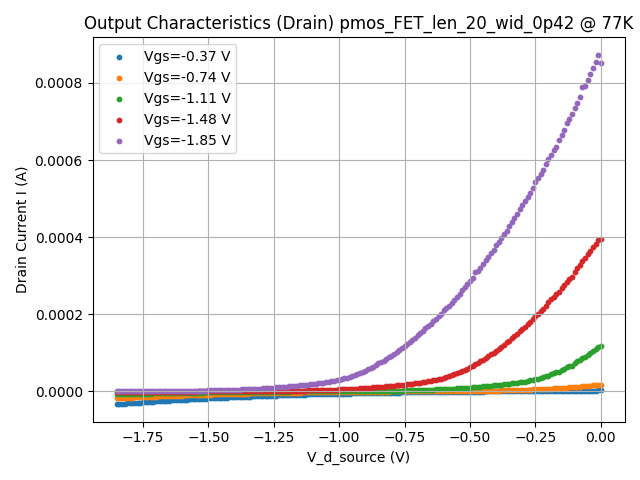 Output Characteristics (Drain) pmos_FET_len_20_wid_0p42 @ 77K
Vgs=-0.37 V
Vgs=-0.74 V
Vgs=-1.11 V
Vgs=-1.48 V
Vgs=-1.85 V
Drain Current I (A)
0.0008
0.0006
0.0004
0.0002
0.0000
−1.75 −1.50 −1.25 −1.00 −0.75 −0.50 −0.25 0.00
V_d_source (V)